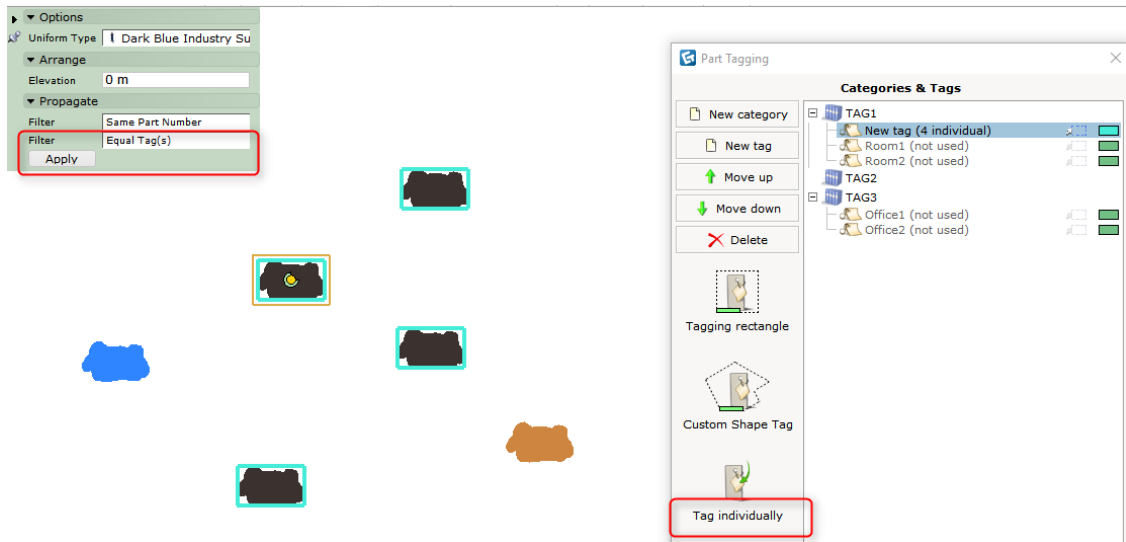 Options
Uniform Type Dark Blue Industry Su
Arrange
Elevation 0 m
Propagate
Filter Same Part Number
Filter Equal Tag(s)
Apply
Part Tagging
Categories & Tags
New category
New tag
Move up
Move down
Delete
Tagging rectangle
Custom Shape Tag
Tag individually
TAG1
New tag (4 individual)
Room1 (not used)
Room2 (not used)
TAG2
TAG3
Office1 (not used)
Office2 (not used)